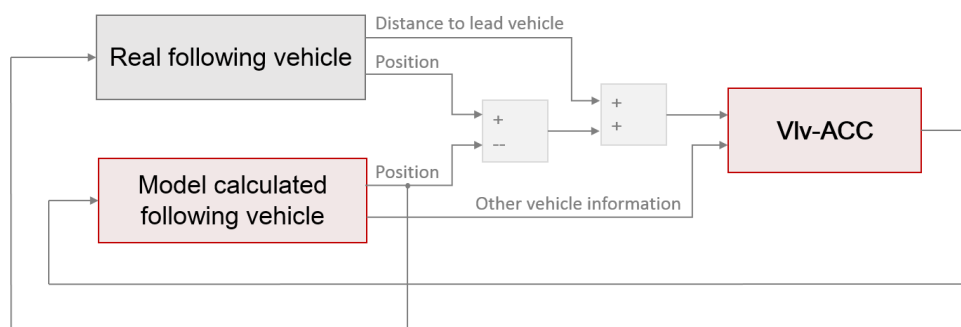 Distance to lead vehicle
Real following vehicle
Position
+
+
+
--
Vlv-ACC
Position
Model calculated
following vehicle
Other vehicle information